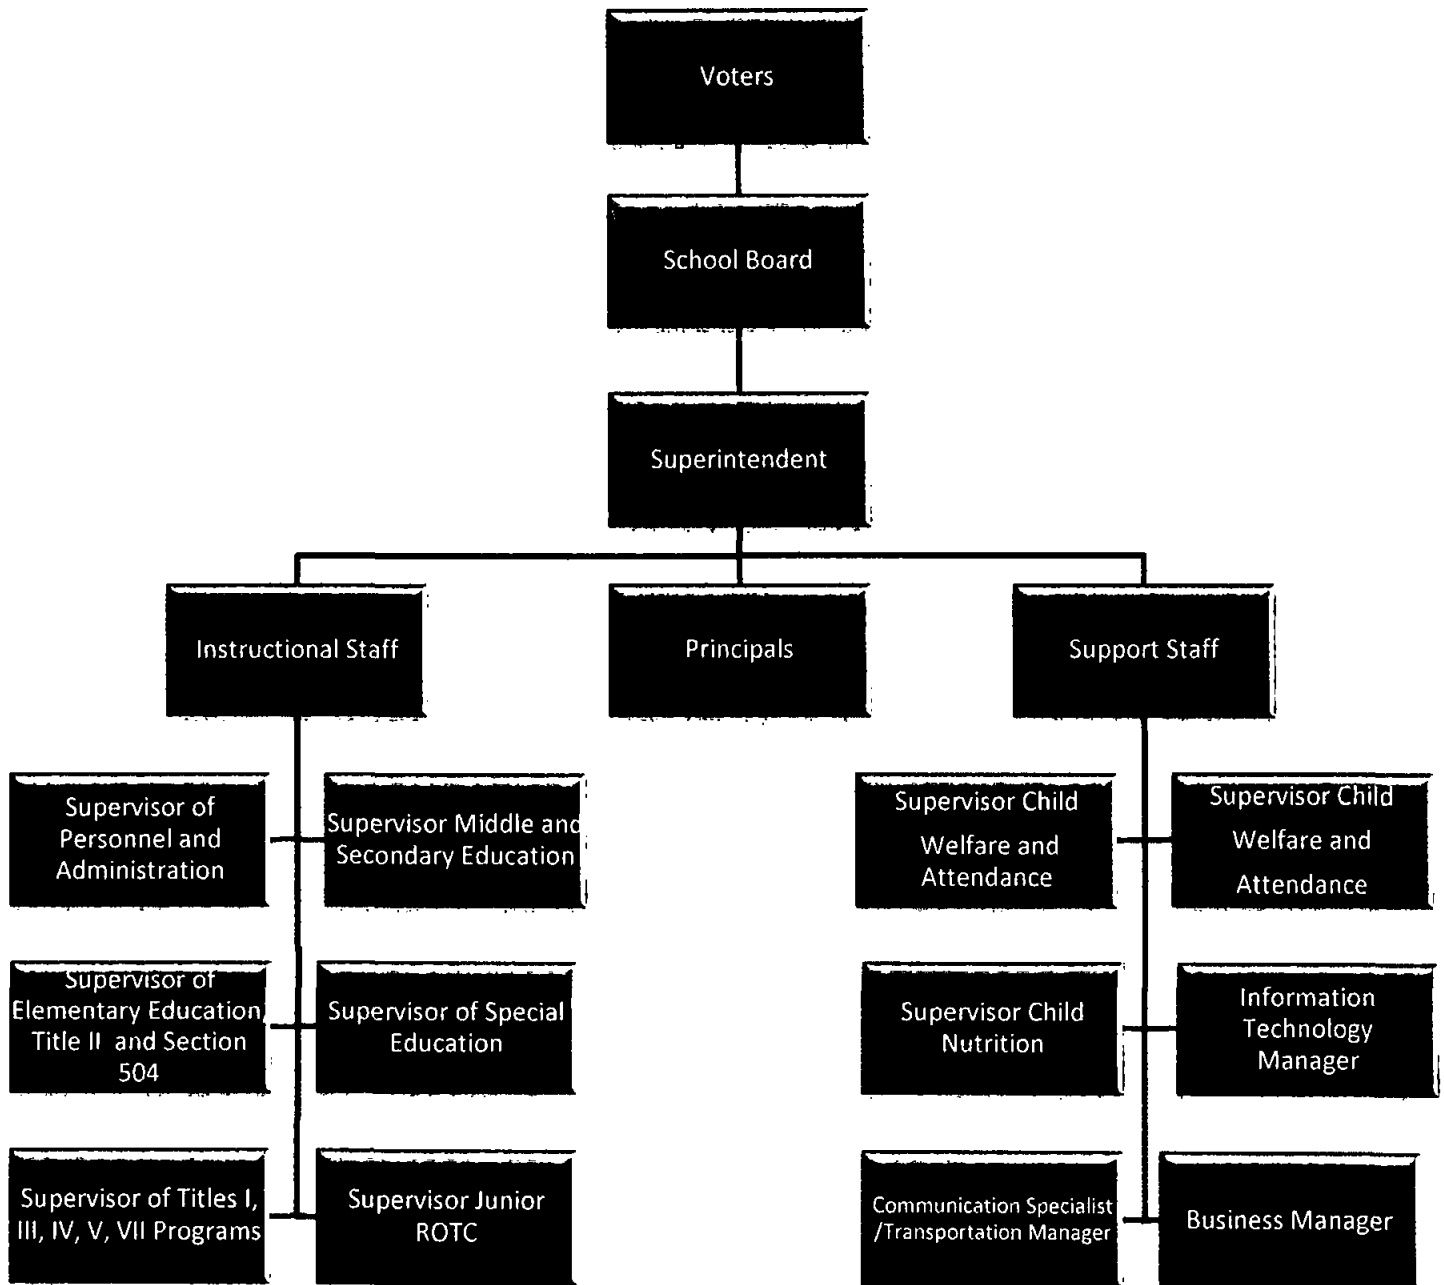 Voters
School Board
Superintendent
Instructional Staff
Principals
Support Staff
Supervisor of
Personnel and
Administration
Supervisor Middle and
Secondary Education
Supervisor Child
Welfare and
Attendance
Supervisor Child
Welfare and
Attendance
Supervisor of
Elementary Education,
Title II and Section
504
Supervisor of Special
Education
Supervisor Child
Nutrition
Information
Technology
Manager
Supervisor of Titles I,
III, IV, V, VII Programs
Supervisor Junior
ROTC
Communication Specialist
/Transportation Manager
Business Manager